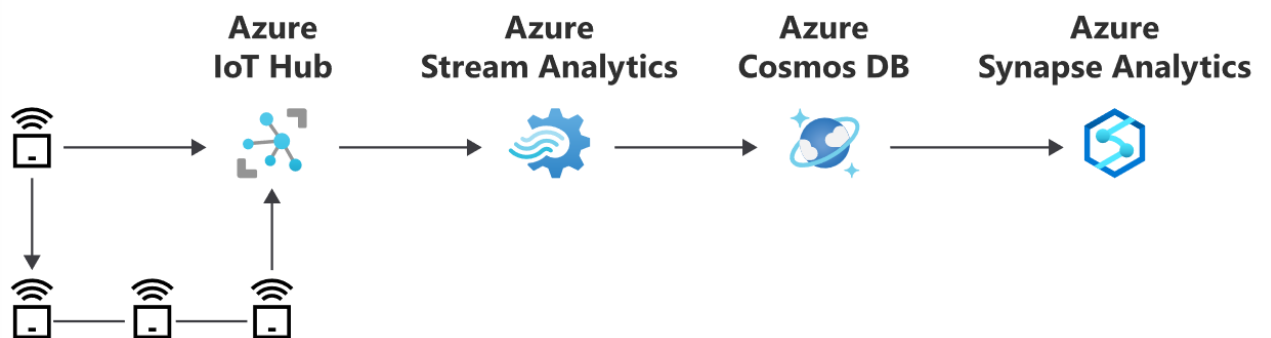 Azure
IoT Hub
Azure
Stream Analytics
Azure
Cosmos DB
Azure
Synapse Analytics